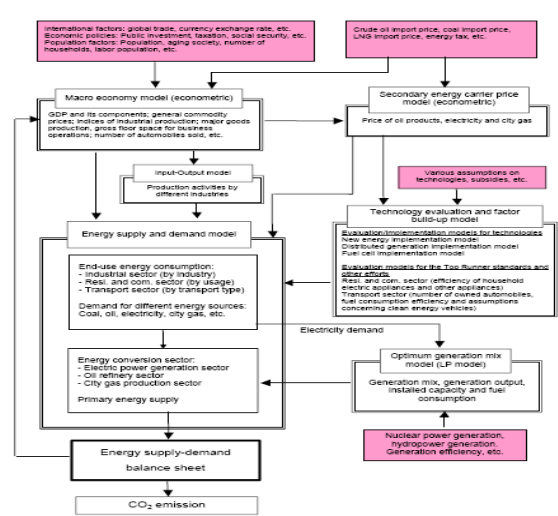 International factors: global trade, currency exchange rate, etc.
Economic policies: Public investment, taxation, social security, etc.
Population factors: Population, aging society, number of
households, labor population, etc.
Crude oil import price, coal import price,
LNG import price, energy tax, etc.
Macro economy model (econometric)
GDP and its components; general commodity
prices; indices of industrial production; major goods
production, gross floor space for business
operations; number of automobiles sold, etc.
Secondary energy carrier price
model (econometric)
Price of oil products, electricity and city gas
Input-Output model
Production activities by
different industries
Various assumptions on
technologies, subsidies, etc.
Technology evaluation and factor
build-up model
Evaluation/Implementation models for technologies
New energy implementation model
Distributed generation implementation model
Fuel cell implementation model
Evaluation models for the Top Runner standards and
other efforts
Resi. and com. sector (efficiency of household
electric appliances and other appliances)
Transport sector (number of owned automobiles,
fuel consumption efficiency and assumptions
concerning clean energy vehicles)
Energy supply and demand model
End-use energy consumption:
- Industrial sector (by industry)
- Resi. and com. sector (by usage)
- Transport sector (by transport type)
Demand for different energy sources:
Coal, oil, electricity, city gas, etc.
Electricity demand
Energy conversion sector:
- Electric power generation sector
- Oil refinery sector
- City gas production sector
Primary energy supply
Optimum generation mix
model (LP model)
Generation mix, generation output,
installed capacity and fuel
consumption
Nuclear power generation,
hydropower generation.
Generation efficiency, etc.
Energy supply-demand
balance sheet
CO₂ emission